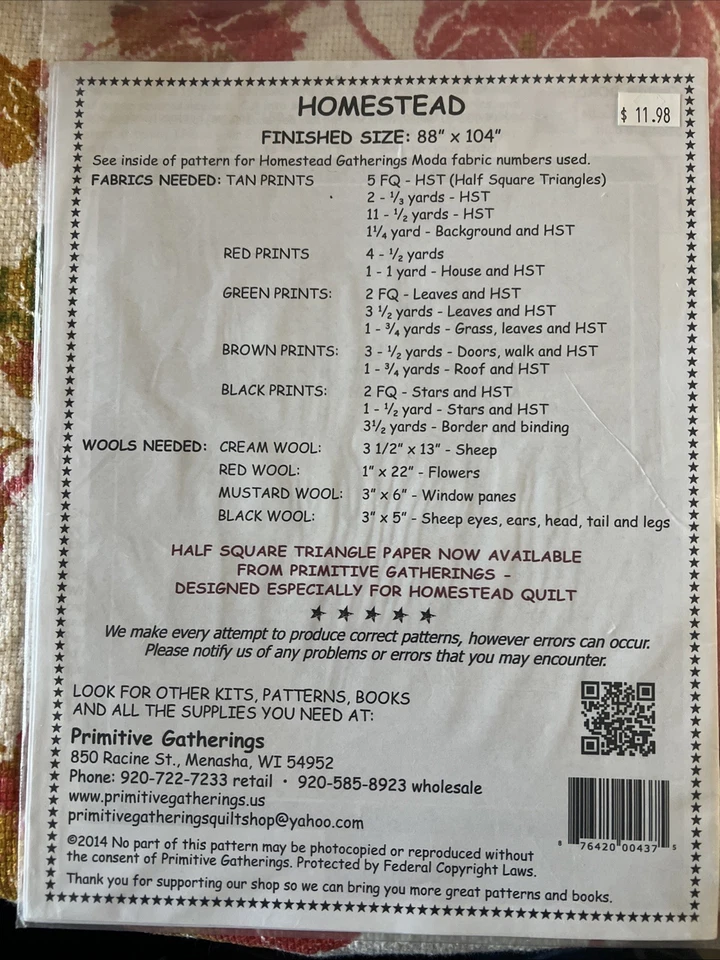 HOMESTEAD
$ 11.98
FINISHED SIZE: 88" x 104"
See inside of pattern for Homestead Gatherings Moda fabric numbers used.
FABRICS NEEDED: TAN PRINTS 5 FQ - HST (Half Square Triangles)
2 - 1/3 yards - HST
11 - 1/2 yards - HST
1 1/4 yard - Background and HST
RED PRINTS 4 - 1/2 yards
1 - 1 yard - House and HST
GREEN PRINTS: 2 FQ - Leaves and HST
3 1/2 yards - Leaves and HST
1 - 3/4 yards - Grass, leaves and HST
BROWN PRINTS: 3 - 1/2 yards - Doors, walk and HST
1 - 3/4 yards - Roof and HST
BLACK PRINTS: 2 FQ - Stars and HST
1 - 1/2 yard - Stars and HST
3 1/2 yards - Border and binding
WOOLS NEEDED: CREAM WOOL: 3 1/2" x 13" - Sheep
RED WOOL: 1" x 22" - Flowers
MUSTARD WOOL: 3" x 6" - Window panes
BLACK WOOL: 3" x 5" - Sheep eyes, ears, head, tail and legs
HALF SQUARE TRIANGLE PAPER NOW AVAILABLE
FROM PRIMITIVE GATHERINGS -
DESIGNED ESPECIALLY FOR HOMESTEAD QUILT
We make every attempt to produce correct patterns, however errors can occur.
Please notify us of any problems or errors that you may encounter.
LOOK FOR OTHER KITS, PATTERNS, BOOKS
AND ALL THE SUPPLIES YOU NEED AT:
Primitive Gatherings
850 Racine St., Menasha, WI 54952
Phone: 920-722-7233 retail · 920-585-8923 wholesale
www.primitivegatherings.us
primitivegatheringsquiltshop@yahoo.com
8 76420 00437 5
©2014 No part of this pattern may be photocopied or reproduced without
the consent of Primitive Gatherings. Protected by Federal Copyright Laws.
Thank you for supporting our shop so we can bring you more great patterns and books.